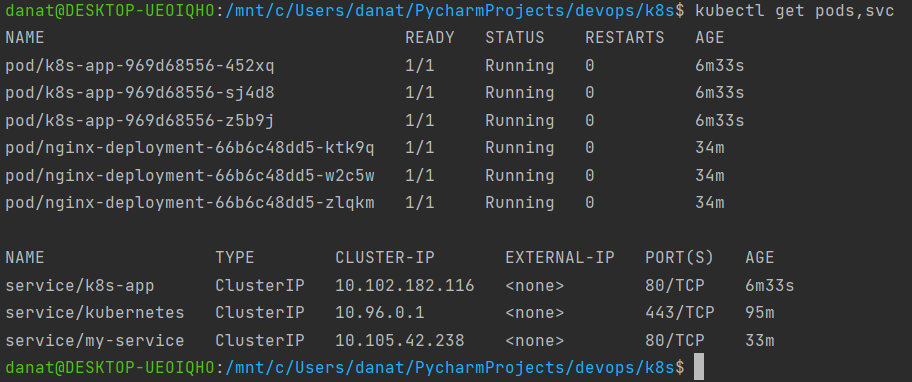 danat@DESKTOP-UEOIQHO:/mnt/c/Users/danat/PycharmProjects/devops/k8s$ kubectl get pods,svc
NAME READY STATUS RESTARTS AGE
pod/k8s-app-969d68556-452xq 1/1 Running 0 6m33s
pod/k8s-app-969d68556-sj4d8 1/1 Running 0 6m33s
pod/k8s-app-969d68556-z5b9j 1/1 Running 0 6m33s
pod/nginx-deployment-66b6c48dd5-ktk9q 1/1 Running 0 34m
pod/nginx-deployment-66b6c48dd5-w2c5w 1/1 Running 0 34m
pod/nginx-deployment-66b6c48dd5-zlqkm 1/1 Running 0 34m
NAME TYPE CLUSTER-IP EXTERNAL-IP PORT(S) AGE
service/k8s-app ClusterIP 10.102.182.116 <none> 80/TCP 6m33s
service/kubernetes ClusterIP 10.96.0.1 <none> 443/TCP 95m
service/my-service ClusterIP 10.105.42.238 <none> 80/TCP 33m
danat@DESKTOP-UEOIQHO:/mnt/c/Users/danat/PycharmProjects/devops/k8s$